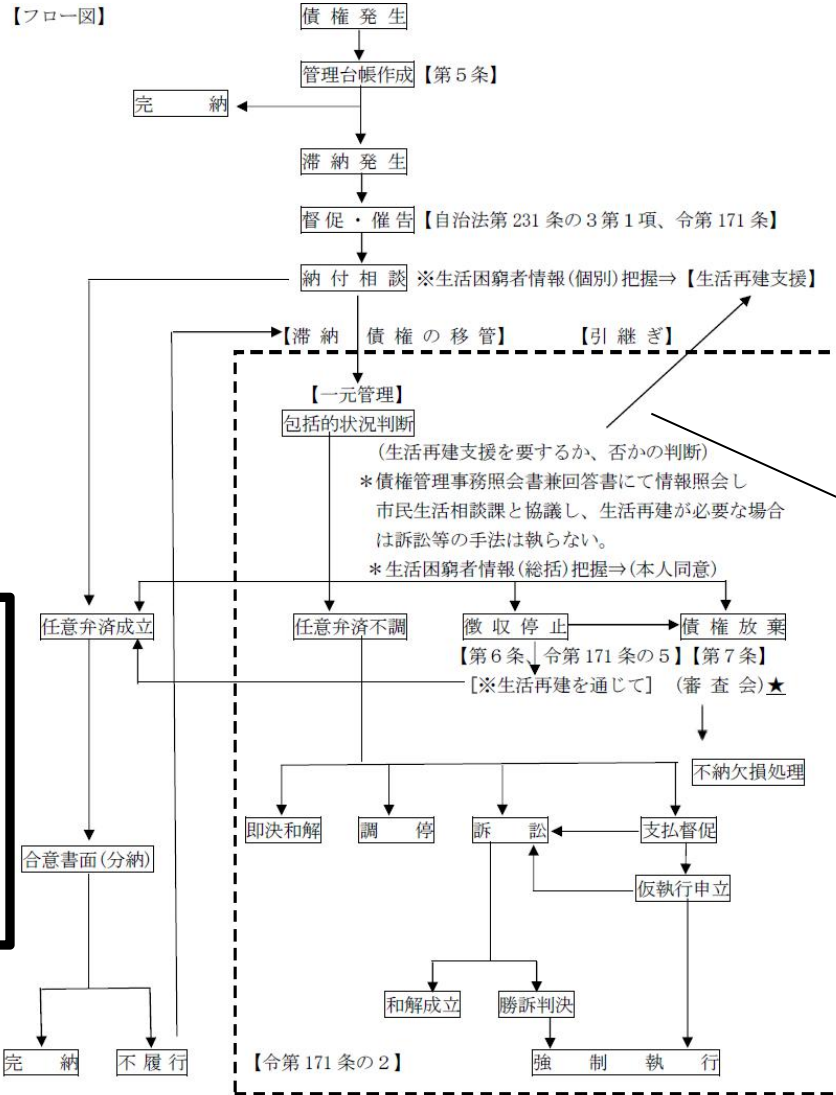 【フロー図】
債権発生
管理台帳作成【第5条】
完納
滞納発生
督促・催告【自治法第231条の3第1項、令第171条】
納付相談 ※生活困窮者情報(個別)把握⇒【生活再建支援】
【滞納 債権の移管】 【引継ぎ】
【一元管理】
包括的状況判断
(生活再建支援を要するか、否かの判断)
＊債権管理事務照会書兼回答書にて情報照会し
市民生活相談課と協議し、生活再建が必要な場合
は訴訟等の手法は執らない。
＊生活困窮者情報(総括)把握⇒(本人同意)
任意弁済成立 任意弁済不調 徴収停止 債権放棄
【第6条、令第171条の5】【第7条】
[※生活再建を通じて] (審査会)★
不納欠損処理
即決和解 調停 訴訟 支払督促
合意書面(分納)
仮執行申立
和解成立 勝訴判決
完納 不履行 【令第171条の2】 強制執行